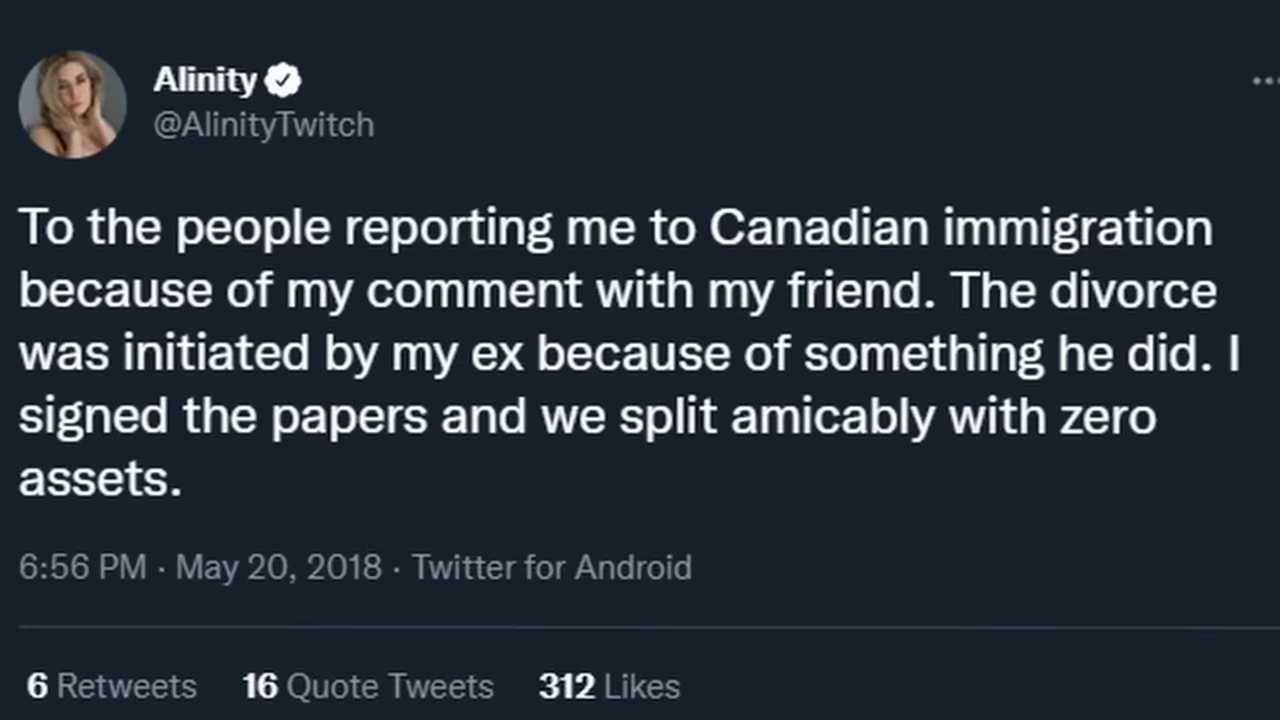 Alinity
@AlinityTwitch
To the people reporting me to Canadian immigration
because of my comment with my friend. The divorce
was initiated by my ex because of something he did. I
signed the papers and we split amicably with zero
assets.
6:56 PM · May 20, 2018 · Twitter for Android
6 Retweets 16 Quote Tweets 312 Likes